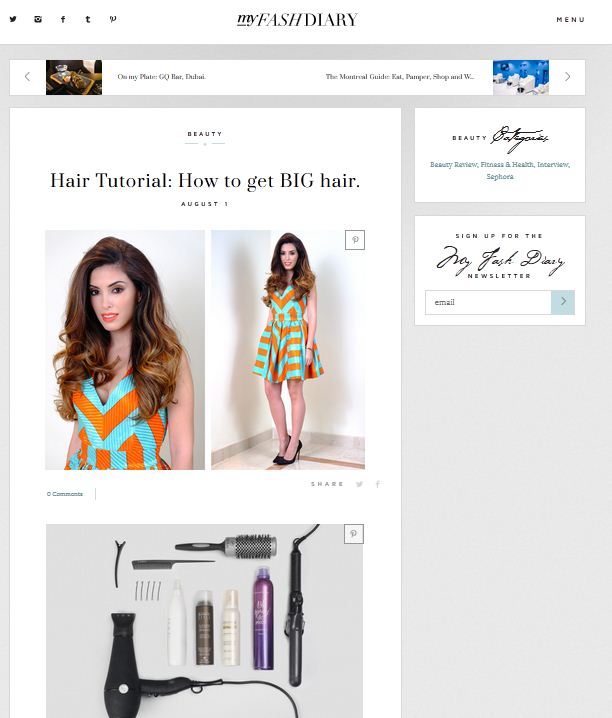 myFASHDIARY
MENU
On my Plate: GQ Bar, Dubai.
The Montreal Guide: Eat, Pamper, Shop and W...
BEAUTY
Hair Tutorial: How to get BIG hair.
AUGUST 1
SHARE
0 Comments
BEAUTY Categories
Beauty Review, Fitness & Health, Interview,
Sephora
SIGN UP FOR THE
My Fash Diary
NEWSLETTER
email